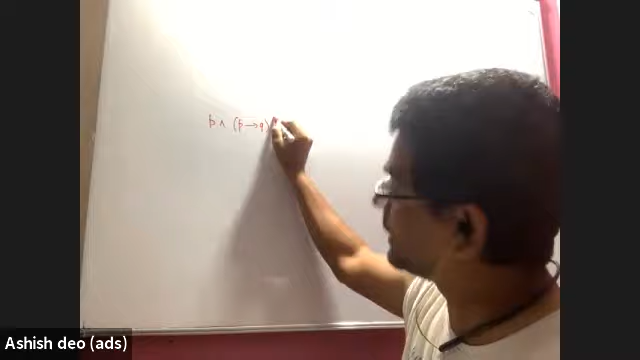 p ∧ (p → q)
Ashish deo (ads)